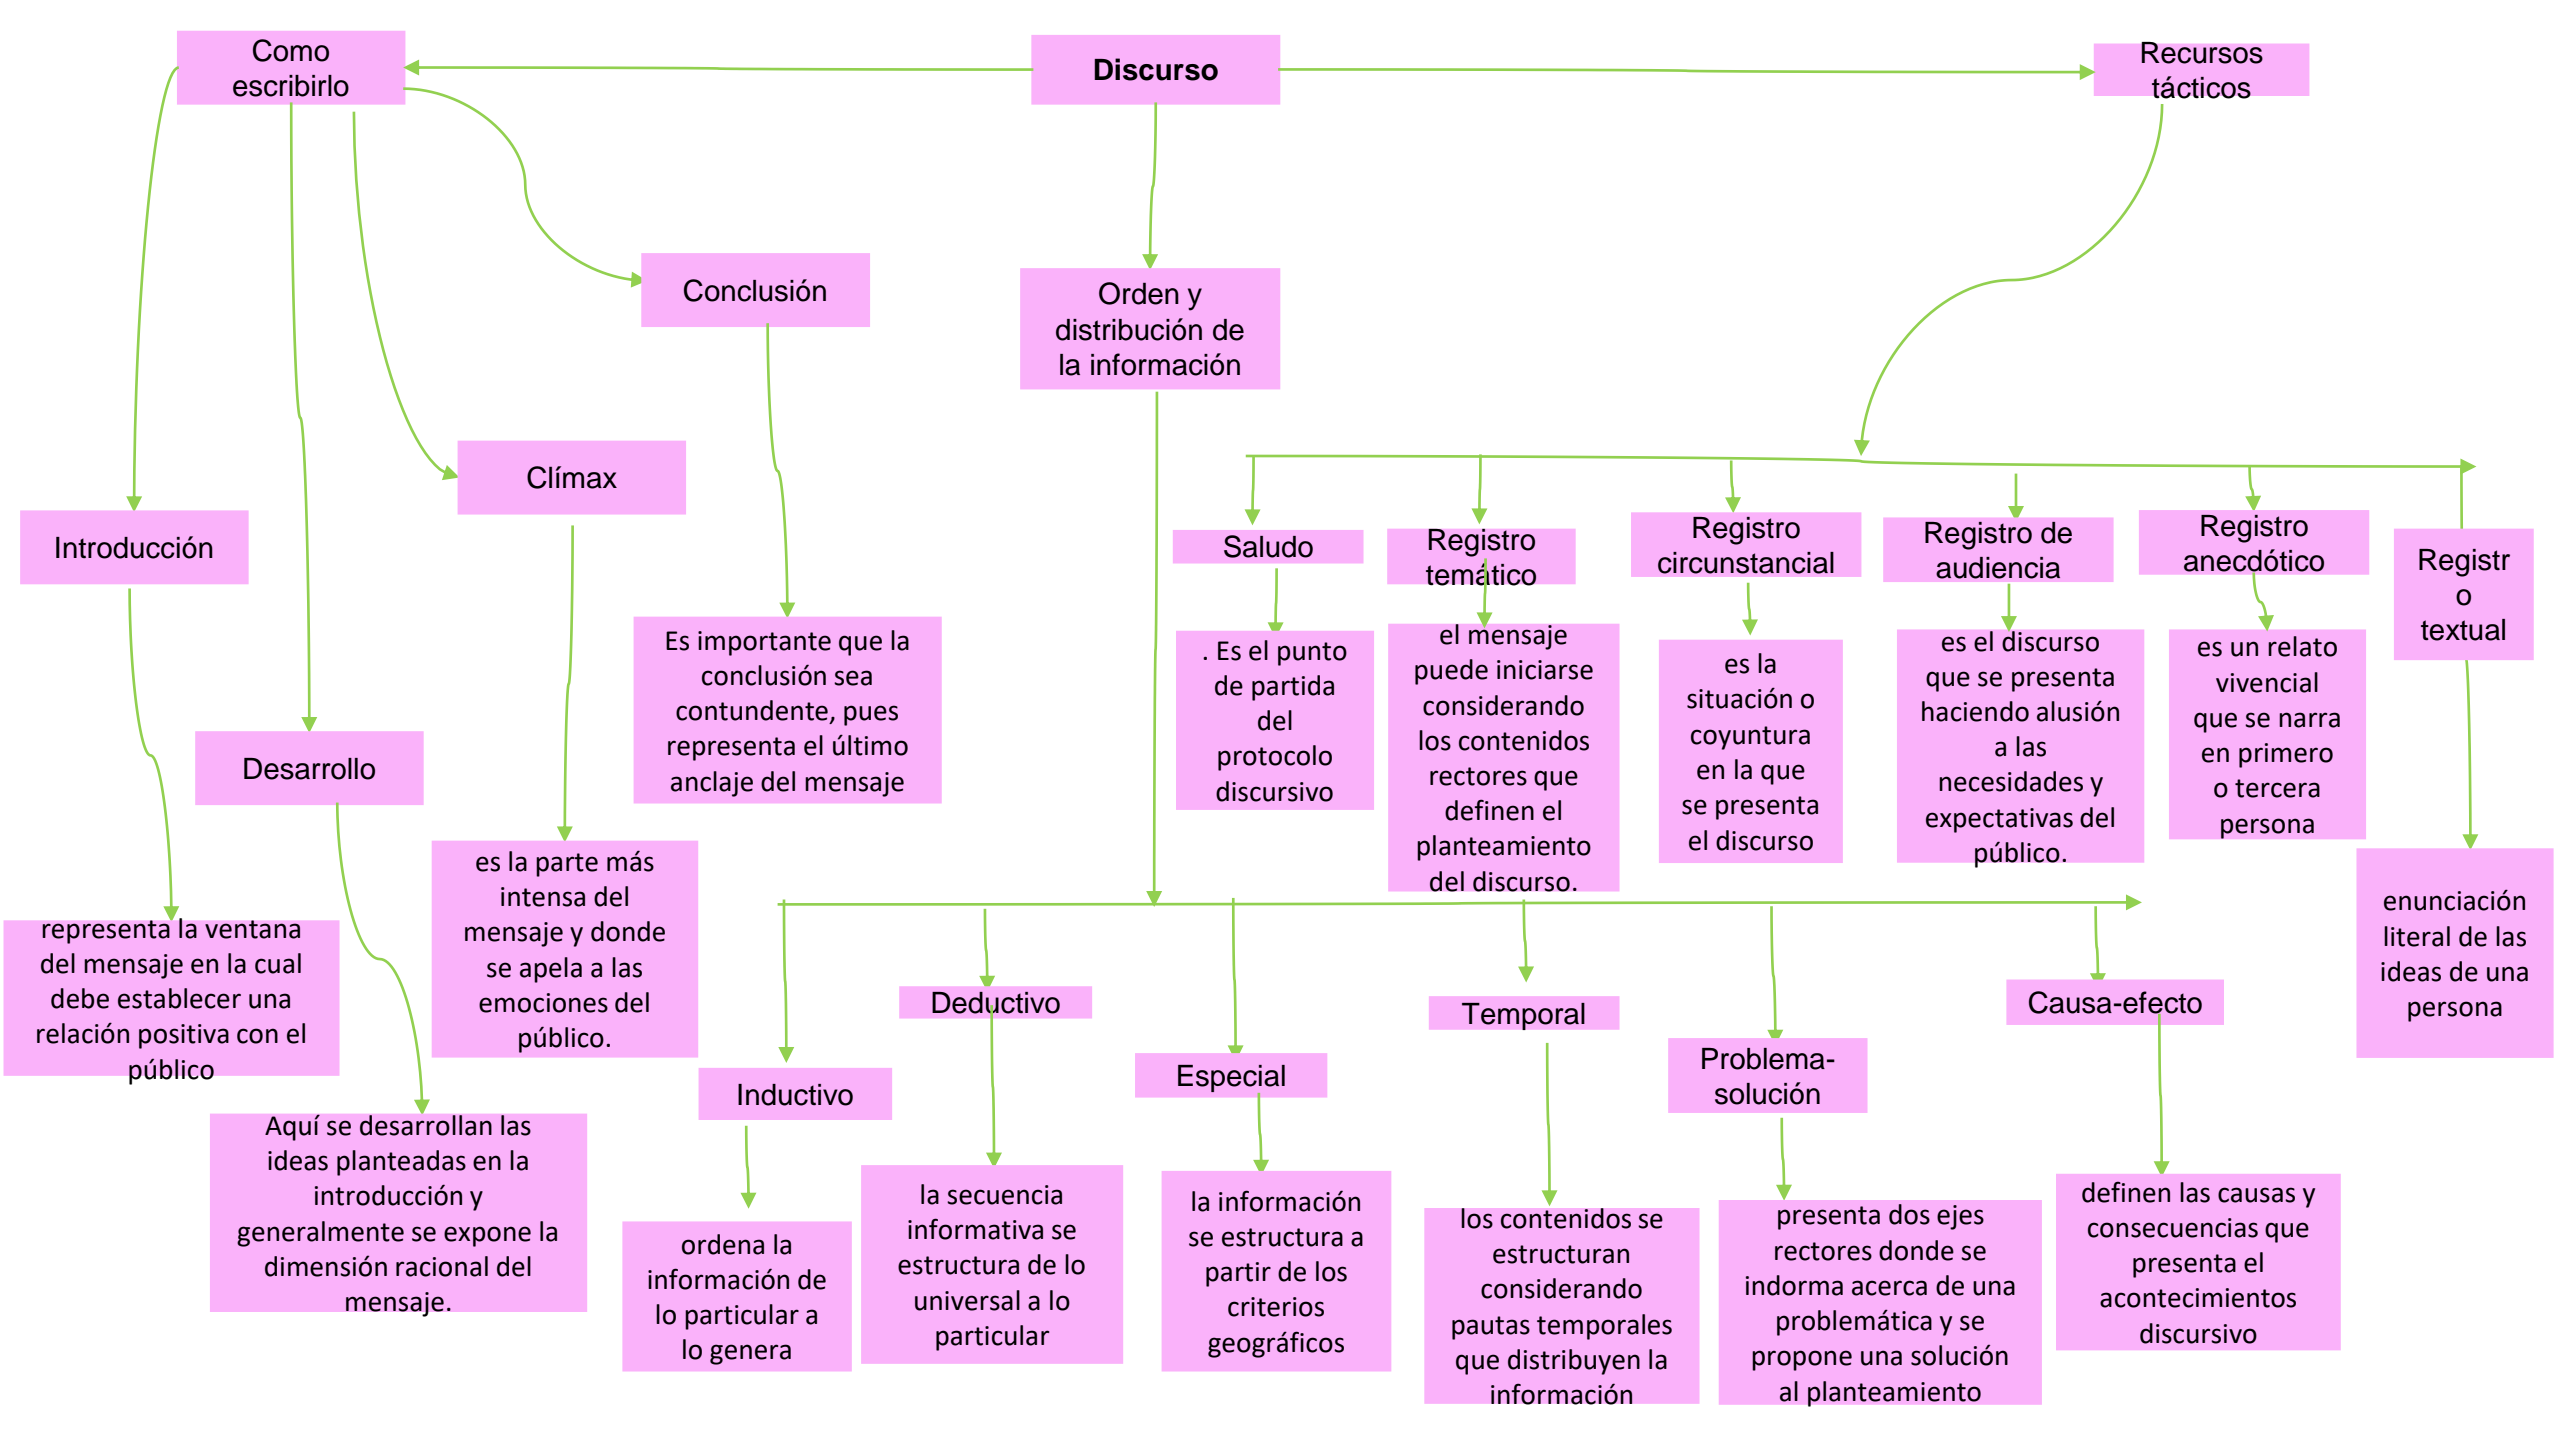 Como
escribirlo
Discurso
Recursos
tácticos
Conclusión
Orden y
distribución de
la información
Clímax
Introducción
Desarrollo
Es importante que la
conclusión sea
contundente, pues
representa el último
anclaje del mensaje
es la parte más
intensa del
mensaje y donde
se apela a las
emociones del
público.
representa la ventana
del mensaje en la cual
debe establecer una
relación positiva con el
público
Aquí se desarrollan las
ideas planteadas en la
introducción y
generalmente se expone la
dimensión racional del
mensaje.
Saludo
Registro
temático
Registro
circunstancial
Registro de
audiencia
Registro
anecdótico
Registr
o
textual
. Es el punto
de partida
del
protocolo
discursivo
el mensaje
puede iniciarse
considerando
los contenidos
rectores que
definen el
planteamiento
del discurso.
es la
situación o
coyuntura
en la que
se presenta
el discurso
es el discurso
que se presenta
haciendo alusión
a las
necesidades y
expectativas del
público.
es un relato
vivencial
que se narra
en primero
o tercera
persona
enunciación
literal de las
ideas de una
persona
Inductivo
Deductivo
Especial
Temporal
Problema-
solución
Causa-efecto
ordena la
información de
lo particular a
lo genera
la secuencia
informativa se
estructura de lo
universal a lo
particular
la información
se estructura a
partir de los
criterios
geográficos
los contenidos se
estructuran
considerando
pautas temporales
que distribuyen la
información
presenta dos ejes
rectores donde se
indorma acerca de una
problemática y se
propone una solución
al planteamiento
definen las causas y
consecuencias que
presenta el
acontecimientos
discursivo